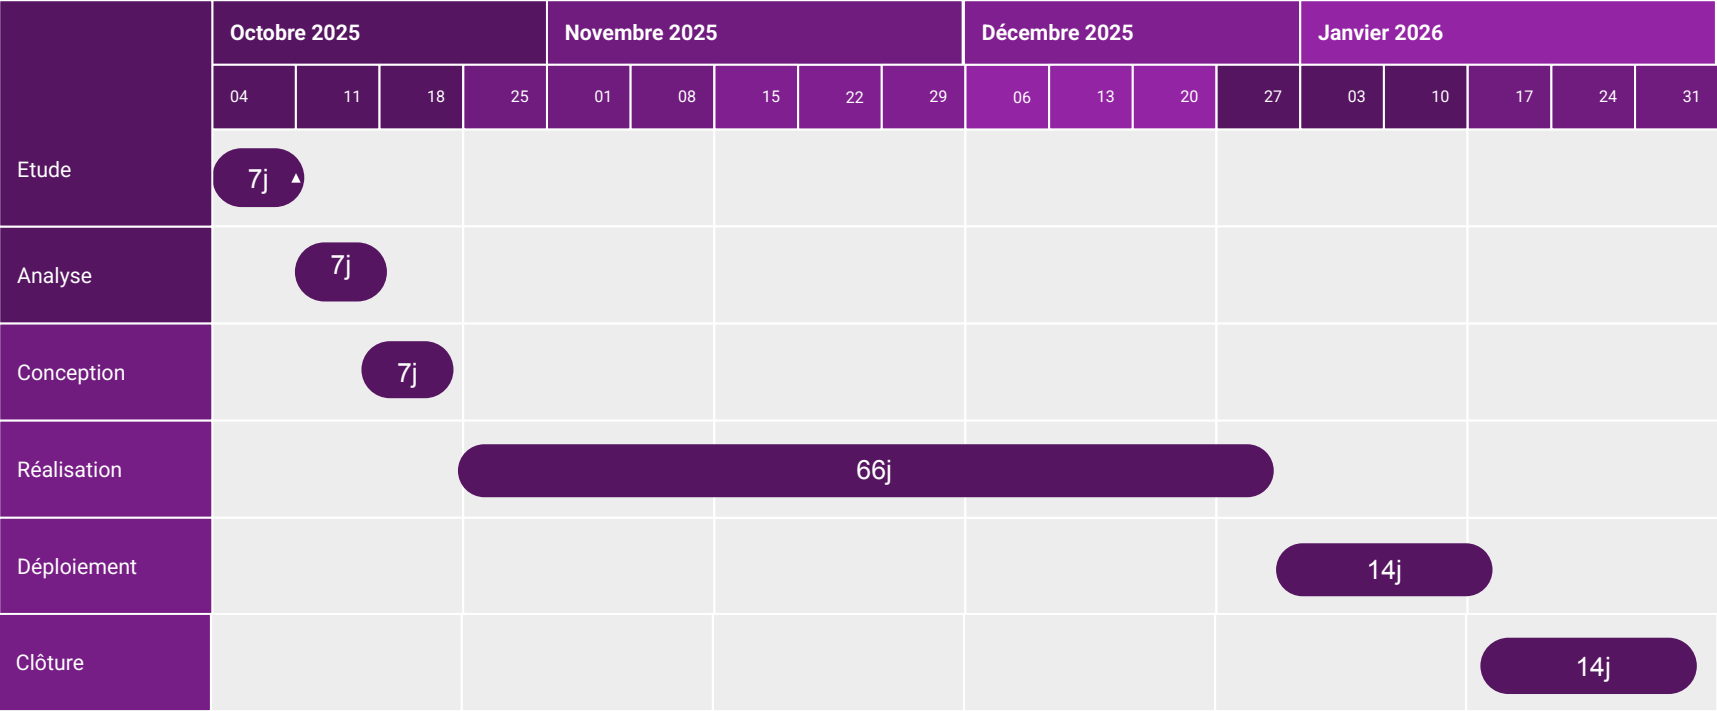 Octobre 2025 Novembre 2025 Décembre 2025 Janvier 2026
04 11 18 25 01 08 15 22 29 06 13 20 27 03 10 17 24 31
Etude 7j ▲
Analyse 7j
Conception 7j
Réalisation 66j
Déploiement 14j
Clôture 14j